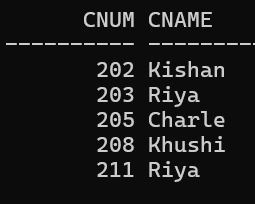 CNUM CNAME
---------- ---------
202 Kishan
203 Riya
205 Charle
208 Khushi
211 Riya